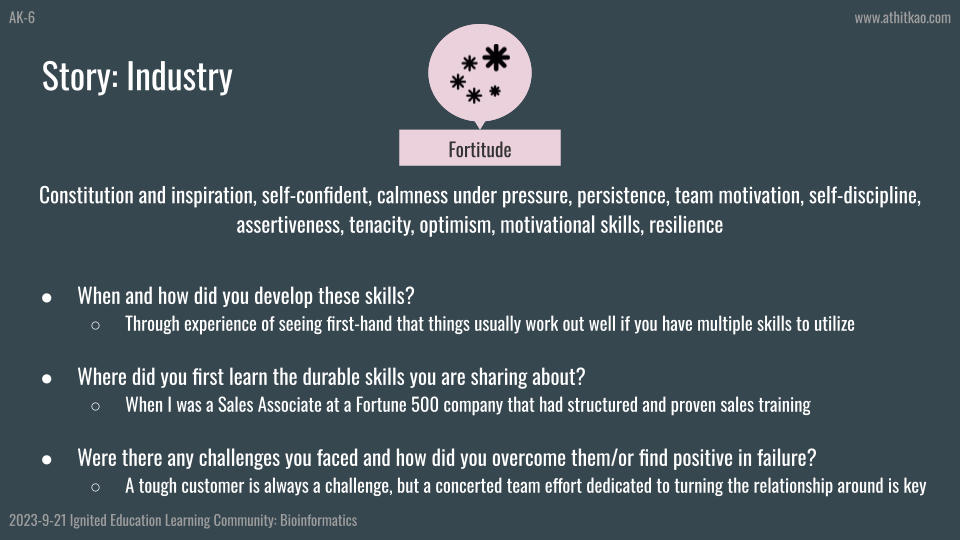 AK-6
www.athitkao.com
Story: Industry
Fortitude
Constitution and inspiration, self-confident, calmness under pressure, persistence, team motivation, self-discipline,
assertiveness, tenacity, optimism, motivational skills, resilience
● When and how did you develop these skills?
○ Through experience of seeing first-hand that things usually work out well if you have multiple skills to utilize
● Where did you first learn the durable skills you are sharing about?
○ When I was a Sales Associate at a Fortune 500 company that had structured and proven sales training
● Were there any challenges you faced and how did you overcome them/or find positive in failure?
○ A tough customer is always a challenge, but a concerted team effort dedicated to turning the relationship around is key
2023-9-21 Ignited Education Learning Community: Bioinformatics